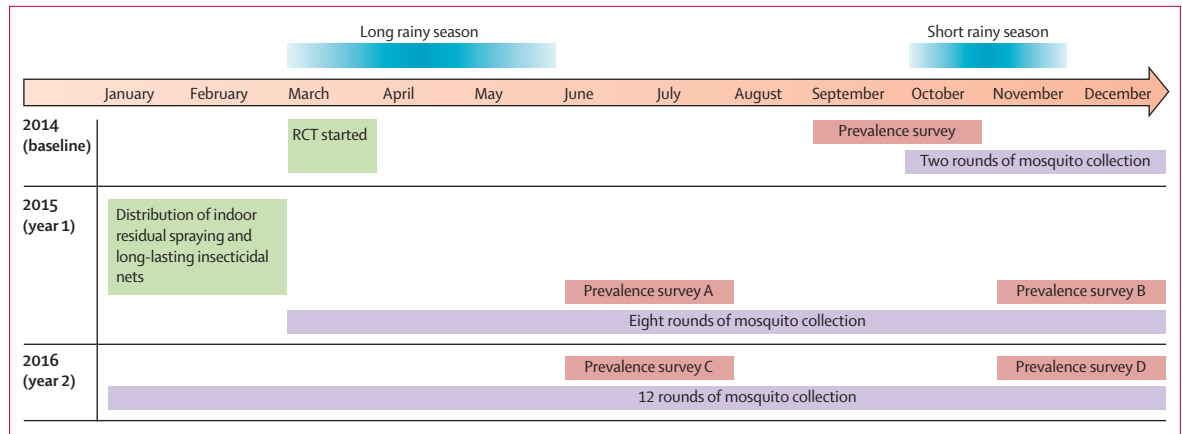 Long rainy season
Short rainy season
January February March April May June July August September October November December
2014
(baseline)
RCT started
Prevalence survey
Two rounds of mosquito collection
2015
(year 1)
Distribution of indoor
residual spraying and
long-lasting insecticidal
nets
Prevalence survey A
Prevalence survey B
Eight rounds of mosquito collection
2016
(year 2)
Prevalence survey C
Prevalence survey D
12 rounds of mosquito collection